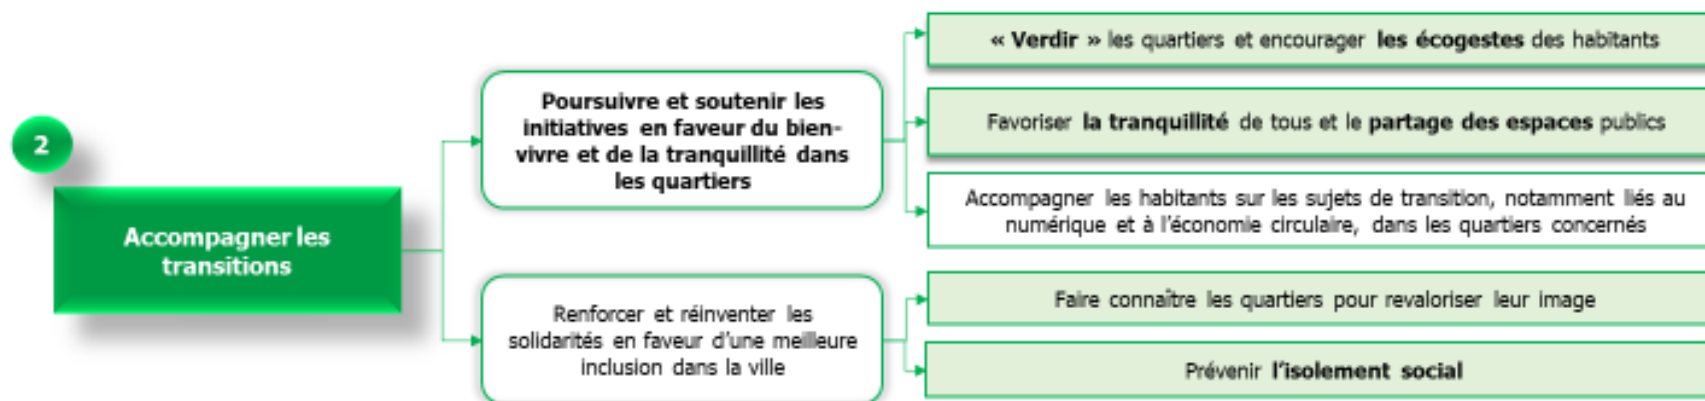 2
Accompagner les
transitions
Poursuivre et soutenir les
initiatives en faveur du bien-
vivre et de la tranquillité dans
les quartiers
« Verdir » les quartiers et encourager les écogestes des habitants
Favoriser la tranquillité de tous et le partage des espaces publics
Accompagner les habitants sur les sujets de transition, notamment liés au
numérique et à l'économie circulaire, dans les quartiers concernés
Renforcer et réinventer les
solidarités en faveur d'une meilleure
inclusion dans la ville
Faire connaître les quartiers pour revaloriser leur image
Prévenir l'isolement social